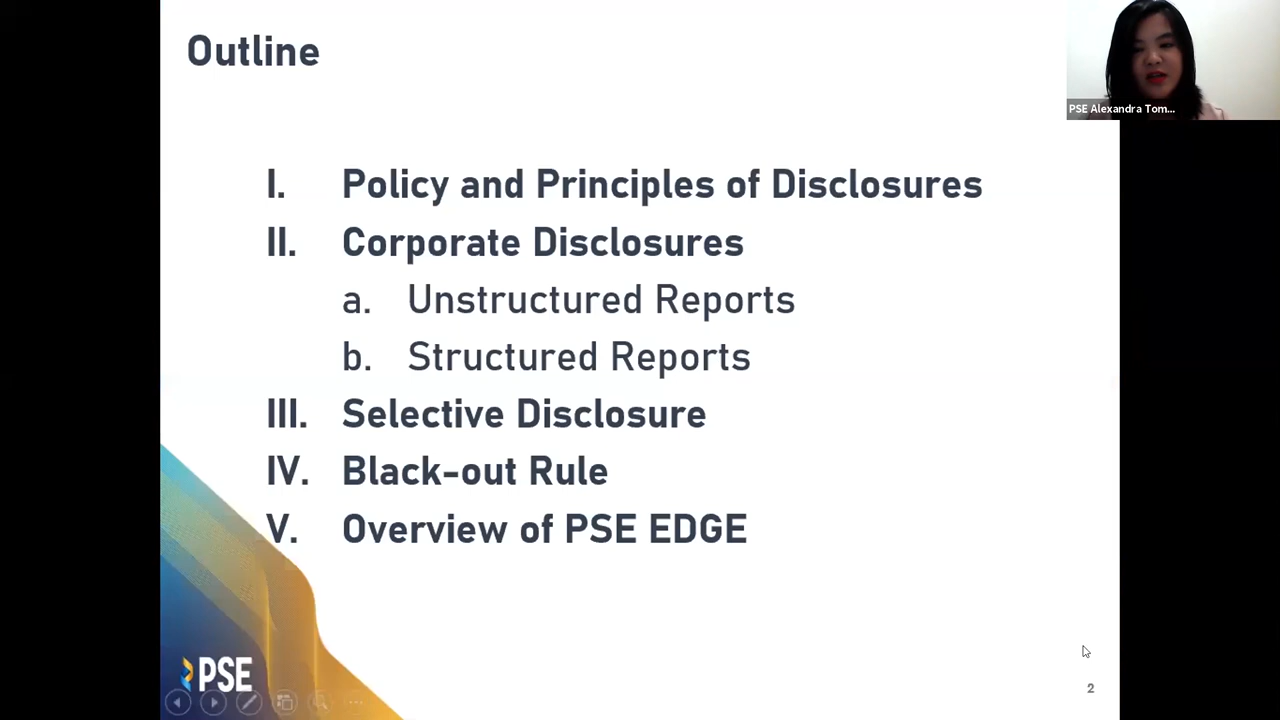 Outline
PSE Alexandra Tom...
I. Policy and Principles of Disclosures
II. Corporate Disclosures
a. Unstructured Reports
b. Structured Reports
III. Selective Disclosure
IV. Black-out Rule
V. Overview of PSE EDGE
PSE
2